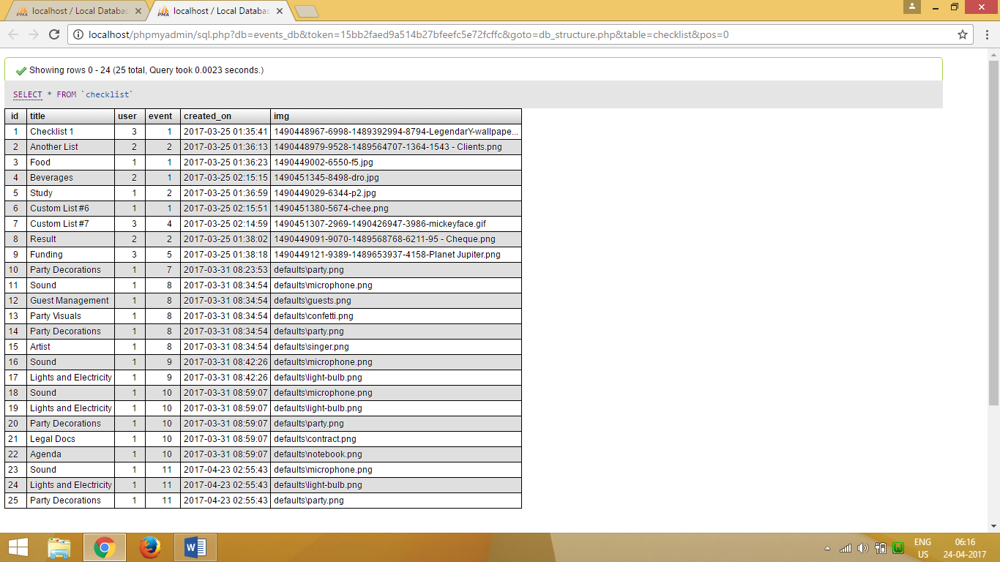 localhost / Local Databas
localhost / Local Databas
localhost/phpmyadmin/sql.php?db=events_db&token=15bb2faed9a514b27bfeefc5e72fcffc&goto=db_structure.php&table=checklist&pos=0
Showing rows 0 - 24 (25 total, Query took 0.0023 seconds.)
SELECT * FROM `checklist`
id title user event created_on img
1 Checklist 1 3 1 2017-03-25 01:35:41 1490448967-6998-1489392994-8794-LegendarY-wallpape...
2 Another List 2 2 2017-03-25 01:36:13 1490448979-9528-1489564707-1364-1543 - Clients.png
3 Food 1 1 2017-03-25 01:36:23 1490449002-6550-f5.jpg
4 Beverages 2 1 2017-03-25 02:15:15 1490451345-8498-dro.jpg
5 Study 1 2 2017-03-25 01:36:59 1490449029-6344-p2.jpg
6 Custom List #6 1 1 2017-03-25 02:15:51 1490451380-5674-chee.png
7 Custom List #7 3 4 2017-03-25 02:14:59 1490451307-2969-1490426947-3986-mickeyface.gif
8 Result 2 2 2017-03-25 01:38:02 1490449091-9070-1489568768-6211-95 - Cheque.png
9 Funding 3 5 2017-03-25 01:38:18 1490449121-9389-1489653937-4158-Planet Jupiter.png
10 Party Decorations 1 7 2017-03-31 08:23:53 defaults\party.png
11 Sound 1 8 2017-03-31 08:34:54 defaults\microphone.png
12 Guest Management 1 8 2017-03-31 08:34:54 defaults\guests.png
13 Party Visuals 1 8 2017-03-31 08:34:54 defaults\confetti.png
14 Party Decorations 1 8 2017-03-31 08:34:54 defaults\party.png
15 Artist 1 8 2017-03-31 08:34:54 defaults\singer.png
16 Sound 1 9 2017-03-31 08:42:26 defaults\microphone.png
17 Lights and Electricity 1 9 2017-03-31 08:42:26 defaults\light-bulb.png
18 Sound 1 10 2017-03-31 08:59:07 defaults\microphone.png
19 Lights and Electricity 1 10 2017-03-31 08:59:07 defaults\light-bulb.png
20 Party Decorations 1 10 2017-03-31 08:59:07 defaults\party.png
21 Legal Docs 1 10 2017-03-31 08:59:07 defaults\contract.png
22 Agenda 1 10 2017-03-31 08:59:07 defaults\notebook.png
23 Sound 1 11 2017-04-23 02:55:43 defaults\microphone.png
24 Lights and Electricity 1 11 2017-04-23 02:55:43 defaults\light-bulb.png
25 Party Decorations 1 11 2017-04-23 02:55:43 defaults\party.png
ENG 06:16
US 24-04-2017